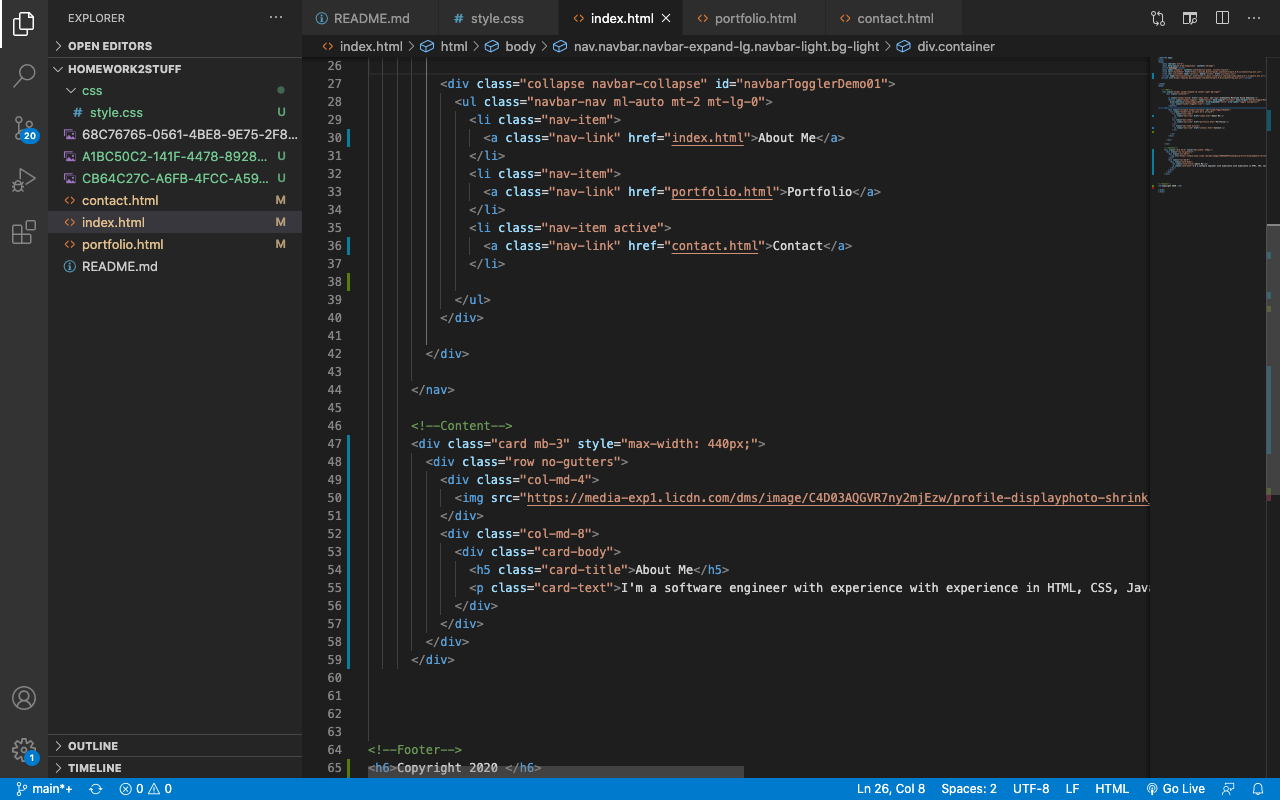 EXPLORER
OPEN EDITORS
HOMEWORK2STUFF
css
# style.css U
68C76765-0561-4BE8-9E75-2F8...
A1BC50C2-141F-4478-8928... U
CB64C27C-A6FB-4FCC-A59... U
contact.html M
index.html M
portfolio.html M
README.md
OUTLINE
TIMELINE
20
1
README.md
# style.css
index.html
portfolio.html
contact.html
index.html > html > body > nav.navbar.navbar-expand-lg.navbar-light.bg-light > div.container
26
27 <div class="collapse navbar-collapse" id="navbarTogglerDemo01">
28 <ul class="navbar-nav ml-auto mt-2 mt-lg-0">
29 <li class="nav-item">
30 <a class="nav-link" href="index.html">About Me</a>
31 </li>
32 <li class="nav-item">
33 <a class="nav-link" href="portfolio.html">Portfolio</a>
34 </li>
35 <li class="nav-item active">
36 <a class="nav-link" href="contact.html">Contact</a>
37 </li>
38
39 </ul>
40 </div>
41
42 </div>
43
44 </nav>
45
46 <!--Content-->
47 <div class="card mb-3" style="max-width: 440px;">
48 <div class="row no-gutters">
49 <div class="col-md-4">
50 <img src="https://media-exp1.licdn.com/dms/image/C4D03AQGVR7ny2mjEzw/profile-displayphoto-shrink_
51 </div>
52 <div class="col-md-8">
53 <div class="card-body">
54 <h5 class="card-title">About Me</h5>
55 <p class="card-text">I'm a software engineer with experience with experience in HTML, CSS, Jav
56 </div>
57 </div>
58 </div>
59 </div>
60
61
62
63
64 <!--Footer-->
65 <h6>Copyright 2020 </h6>
main*+ 0 0 Ln 26, Col 8 Spaces: 2 UTF-8 LF HTML Go Live